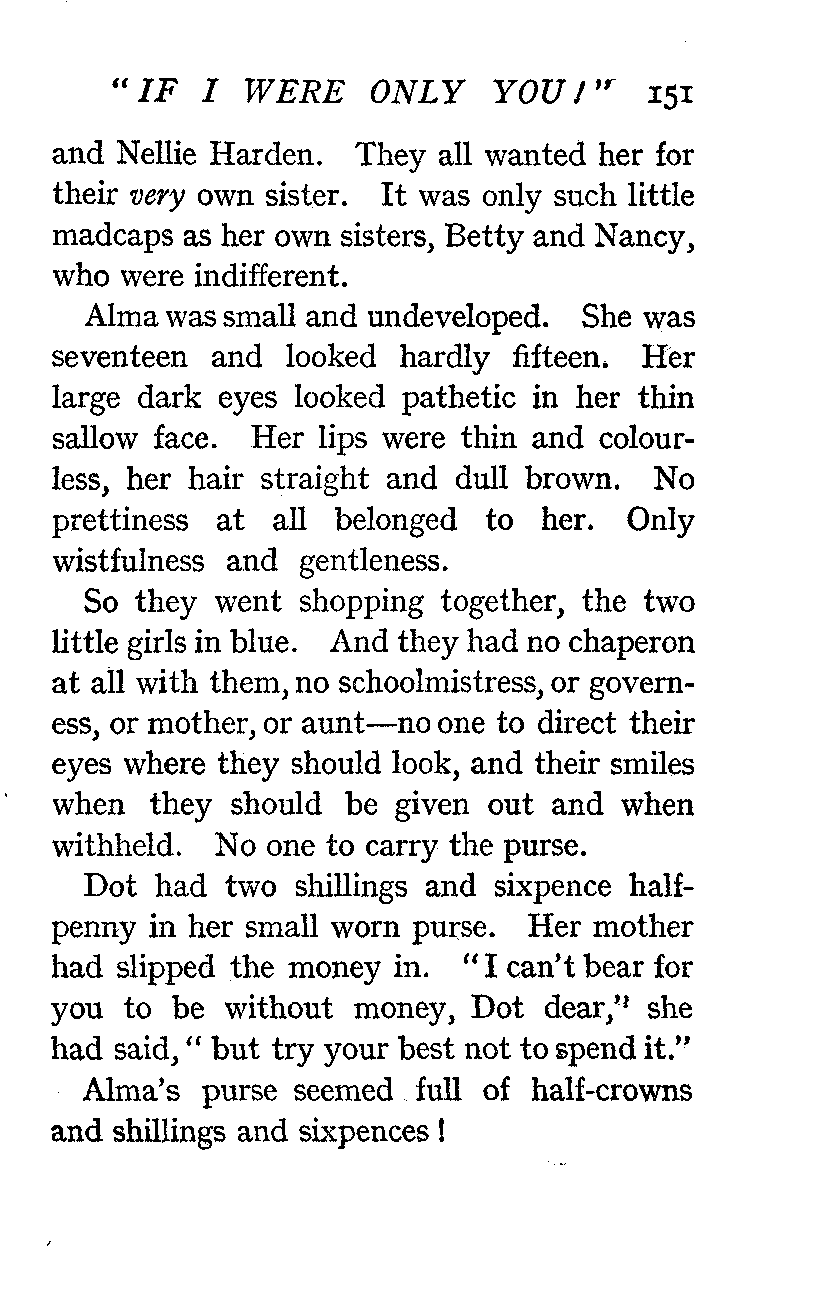 "IF I WERE ONLY YOU!" 151
and Nellie Harden. They all wanted her for
their very own sister. It was only such little
madcaps as her own sisters, Betty and Nancy,
who were indifferent.
Alma was small and undeveloped. She was
seventeen and looked hardly fifteen. Her
large dark eyes looked pathetic in her thin
sallow face. Her lips were thin and colour-
less, her hair straight and dull brown. No
prettiness at all belonged to her. Only
wistfulness and gentleness.
So they went shopping together, the two
little girls in blue. And they had no chaperon
at all with them, no schoolmistress, or govern-
ess, or mother, or aunt—no one to direct their
eyes where they should look, and their smiles
when they should be given out and when
withheld. No one to carry the purse.
Dot had two shillings and sixpence half-
penny in her small worn purse. Her mother
had slipped the money in. "I can't bear for
you to be without money, Dot dear," she
had said, "but try your best not to spend it."
Alma's purse seemed full of half-crowns
and shillings and sixpences!